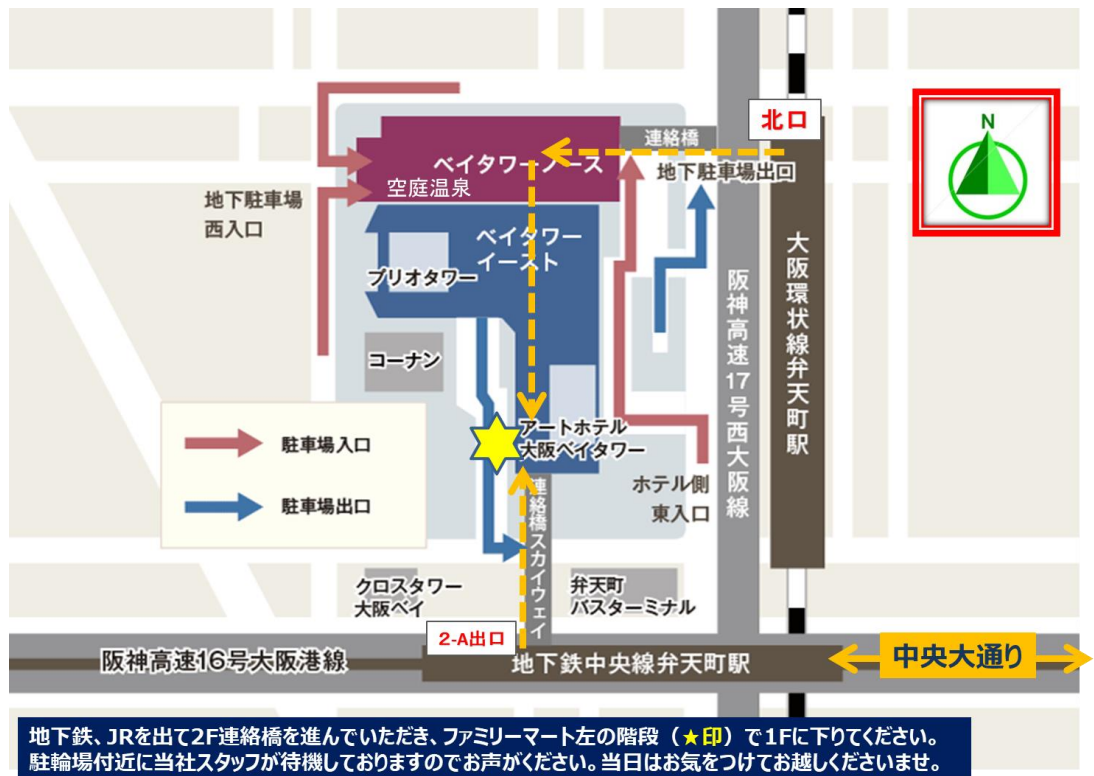 北口
N
連絡橋
ベイタワーノース
空庭温泉
地下駐車場出口
地下駐車場
西入口
ベイタワー
イースト
プリオタワー
大阪環状線弁天町駅
阪神高速17号西大阪線
コーナン
アートホテル
大阪ベイタワー
駐車場入口
駐車場出口
ホテル側
東入口
連絡橋スカイウェイ
クロスタワー
大阪ベイ
弁天町
バスターミナル
2-A出口
阪神高速16号大阪港線
地下鉄中央線弁天町駅
中央大通り
地下鉄、JRを出て2F連絡橋を進んでいただき、ファミリーマート左の階段（★印）で1Fに下りてください。
駐輪場付近に当社スタッフが待機しておりますのでお声がください。当日はお気をつけてお越しくださいませ。